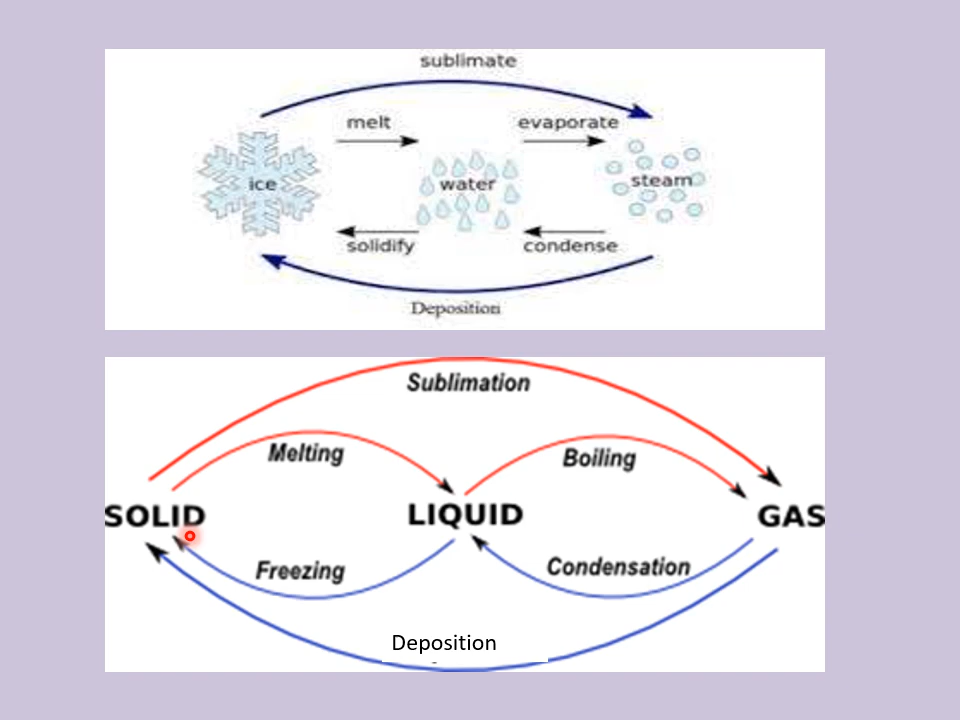 sublimate
melt
evaporate
ice
water
steam
solidify
condense
Deposition
Sublimation
Melting
Boiling
SOLID
LIQUID
GAS
Freezing
Condensation
Deposition